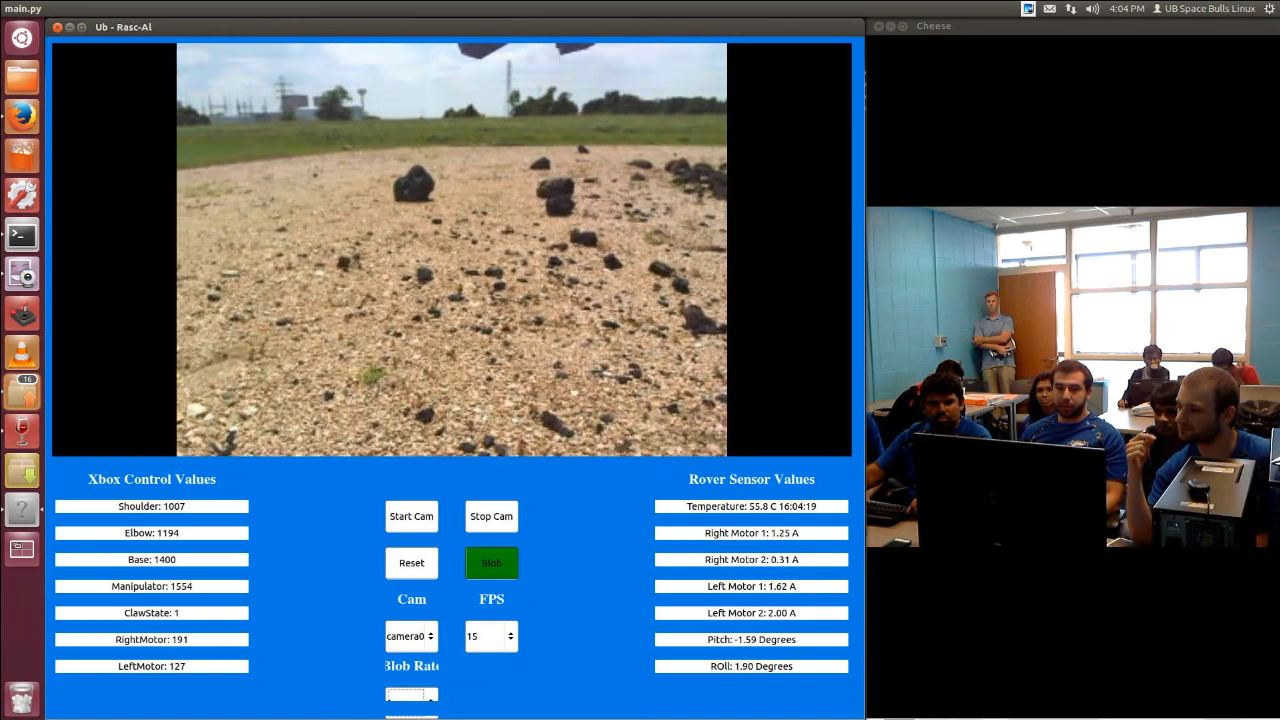 main.py
4:04 PM
UB Space Bulls Linux
Ub - Rasc-Al
Cheese
16
Xbox Control Values
Shoulder: 1007
Elbow: 1194
Base: 1400
Manipulator: 1554
ClawState: 1
RightMotor: 191
LeftMotor: 127
Start Cam
Stop Cam
Reset
Blob
Cam
FPS
camera0
15
Blob Rate
Rover Sensor Values
Temperature: 55.8 C 16:04:19
Right Motor 1: 1.25 A
Right Motor 2: 0.31 A
Left Motor 1: 1.62 A
Left Motor 2: 2.00 A
Pitch: -1.59 Degrees
ROll: 1.90 Degrees